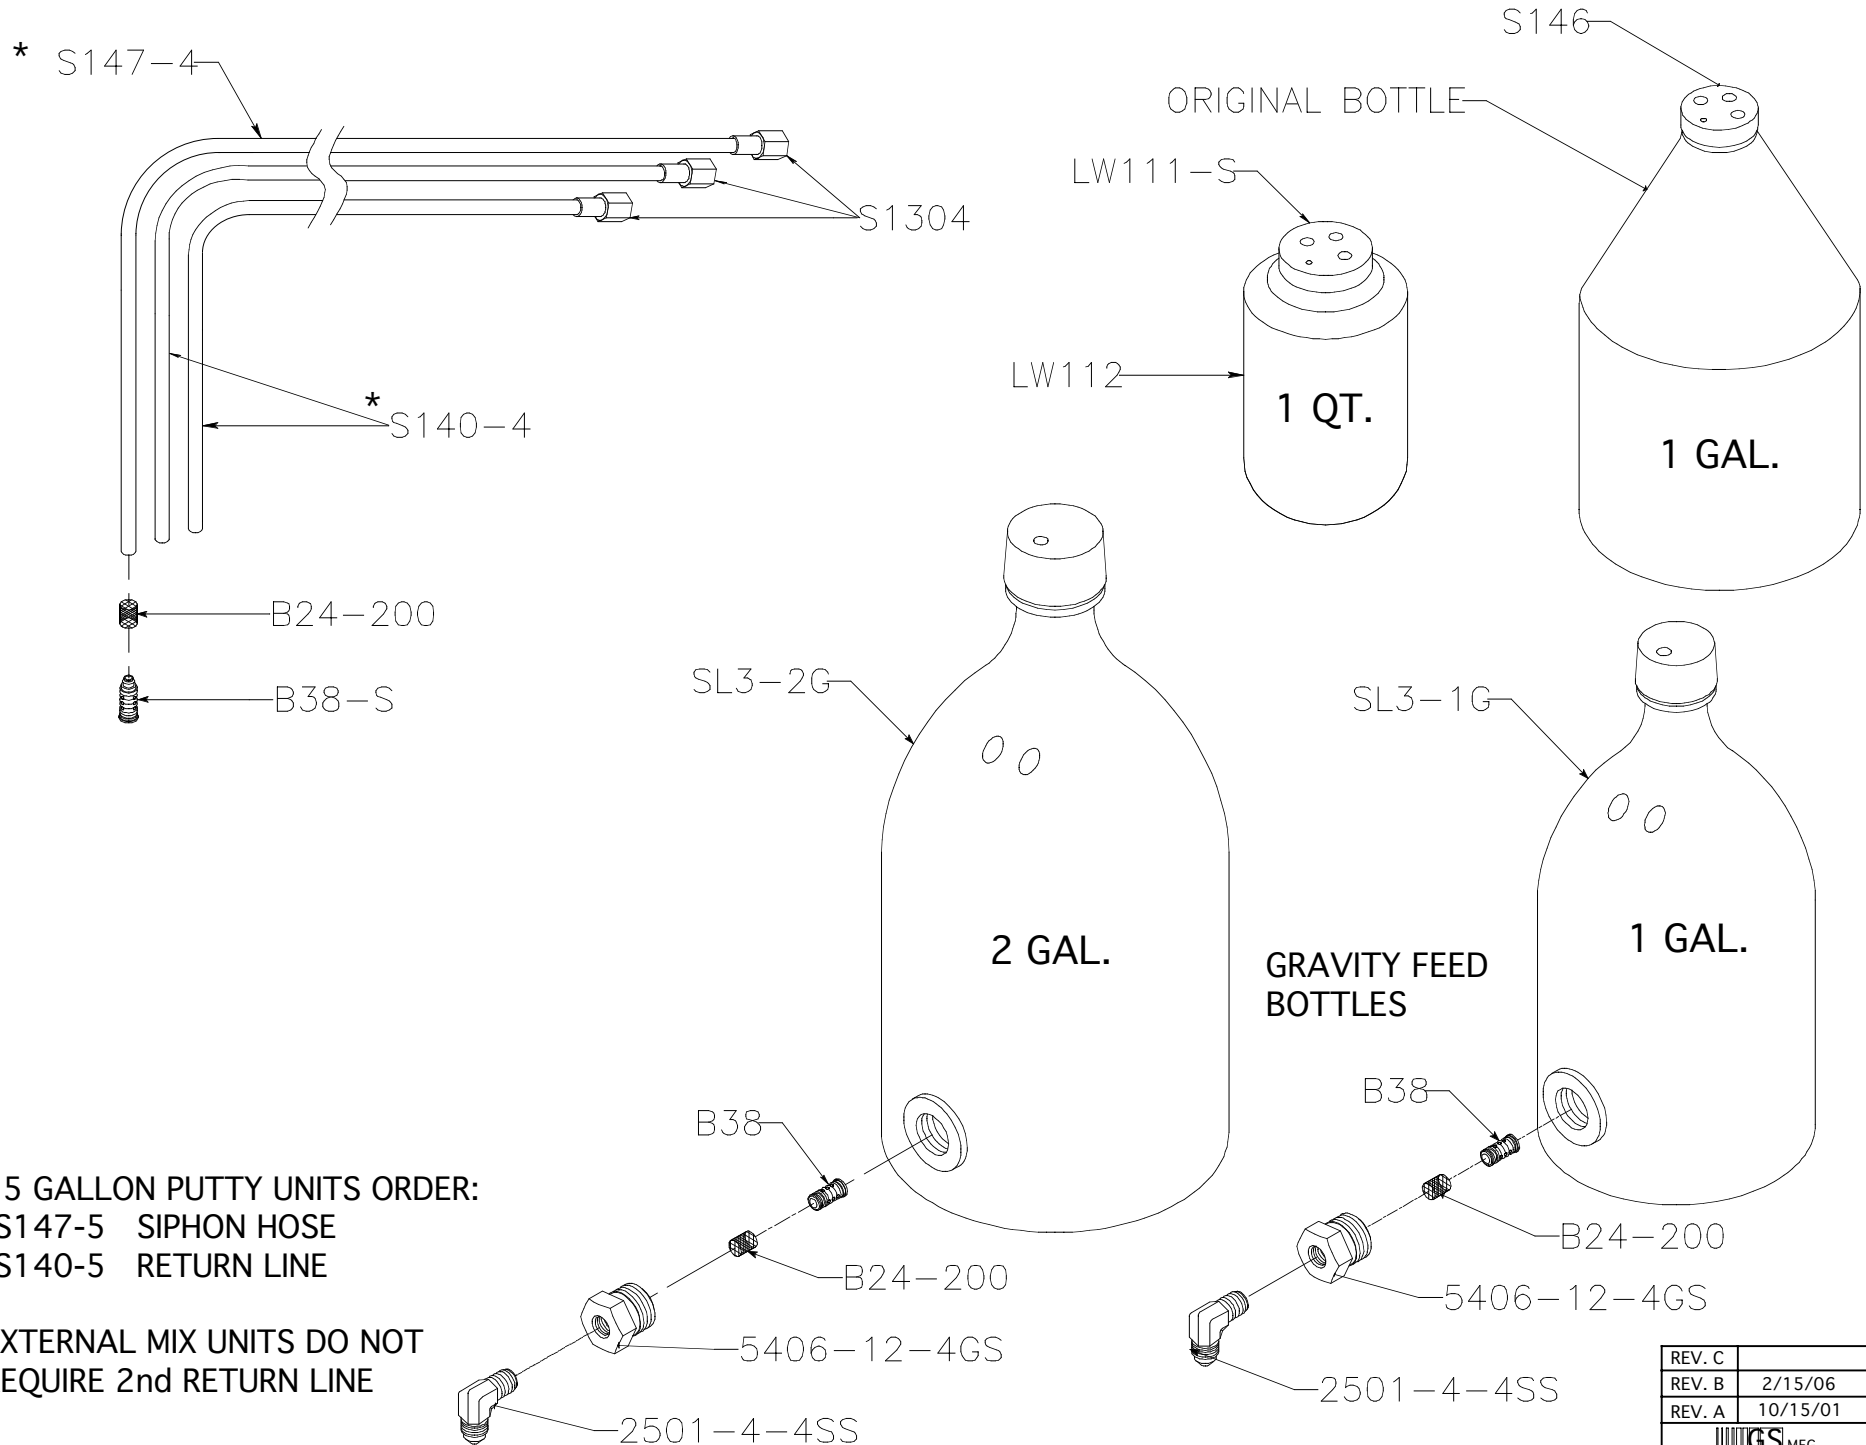 * S147-4
S146
ORIGINAL BOTTLE
LW111-S
S1304
LW112
1 QT.
*
S140-4
1 GAL.
B24-200
B38-S
SL3-2G
SL3-1G
2 GAL.
1 GAL.
GRAVITY FEED
BOTTLES
B38
B38
5 GALLON PUTTY UNITS ORDER:
S147-5 SIPHON HOSE
S140-5 RETURN LINE
B24-200
B24-200
5406-12-4GS
5406-12-4GS
XTERNAL MIX UNITS DO NOT
EQUIRE 2nd RETURN LINE
2501-4-4SS
2501-4-4SS
REV. C
REV. B 2/15/06
REV. A 10/15/01
GS MFG